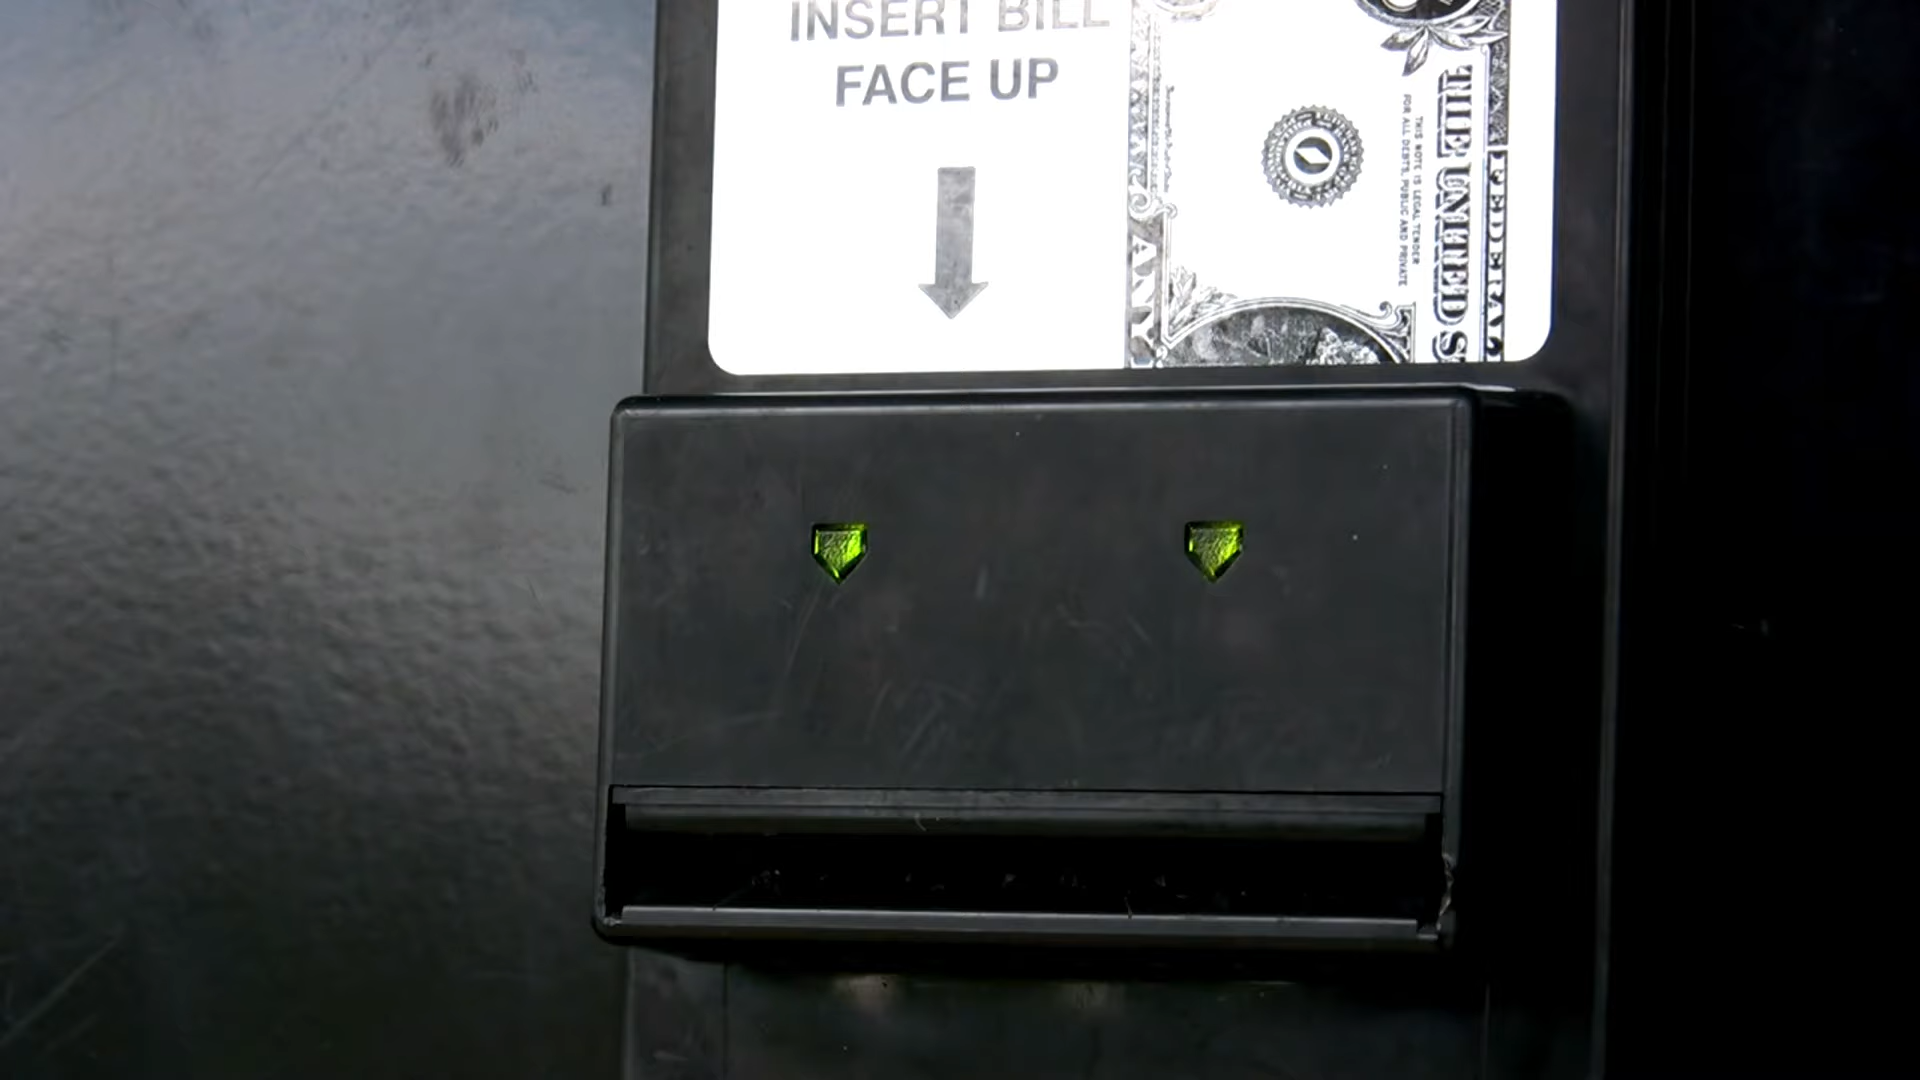 INSERT BILL
FACE UP
THE UNITED S
THIS NOTE IS LEGAL TENDER
FOR ALL DEBTS, PUBLIC AND PRIVATE